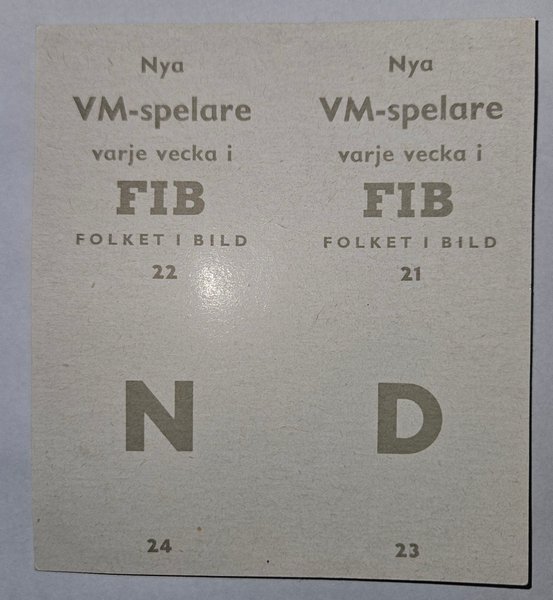 Nya
VM-spelare
varje vecka i
FIB
FOLKET I BILD
22
Nya
VM-spelare
varje vecka i
FIB
FOLKET I BILD
21
N
24
D
23